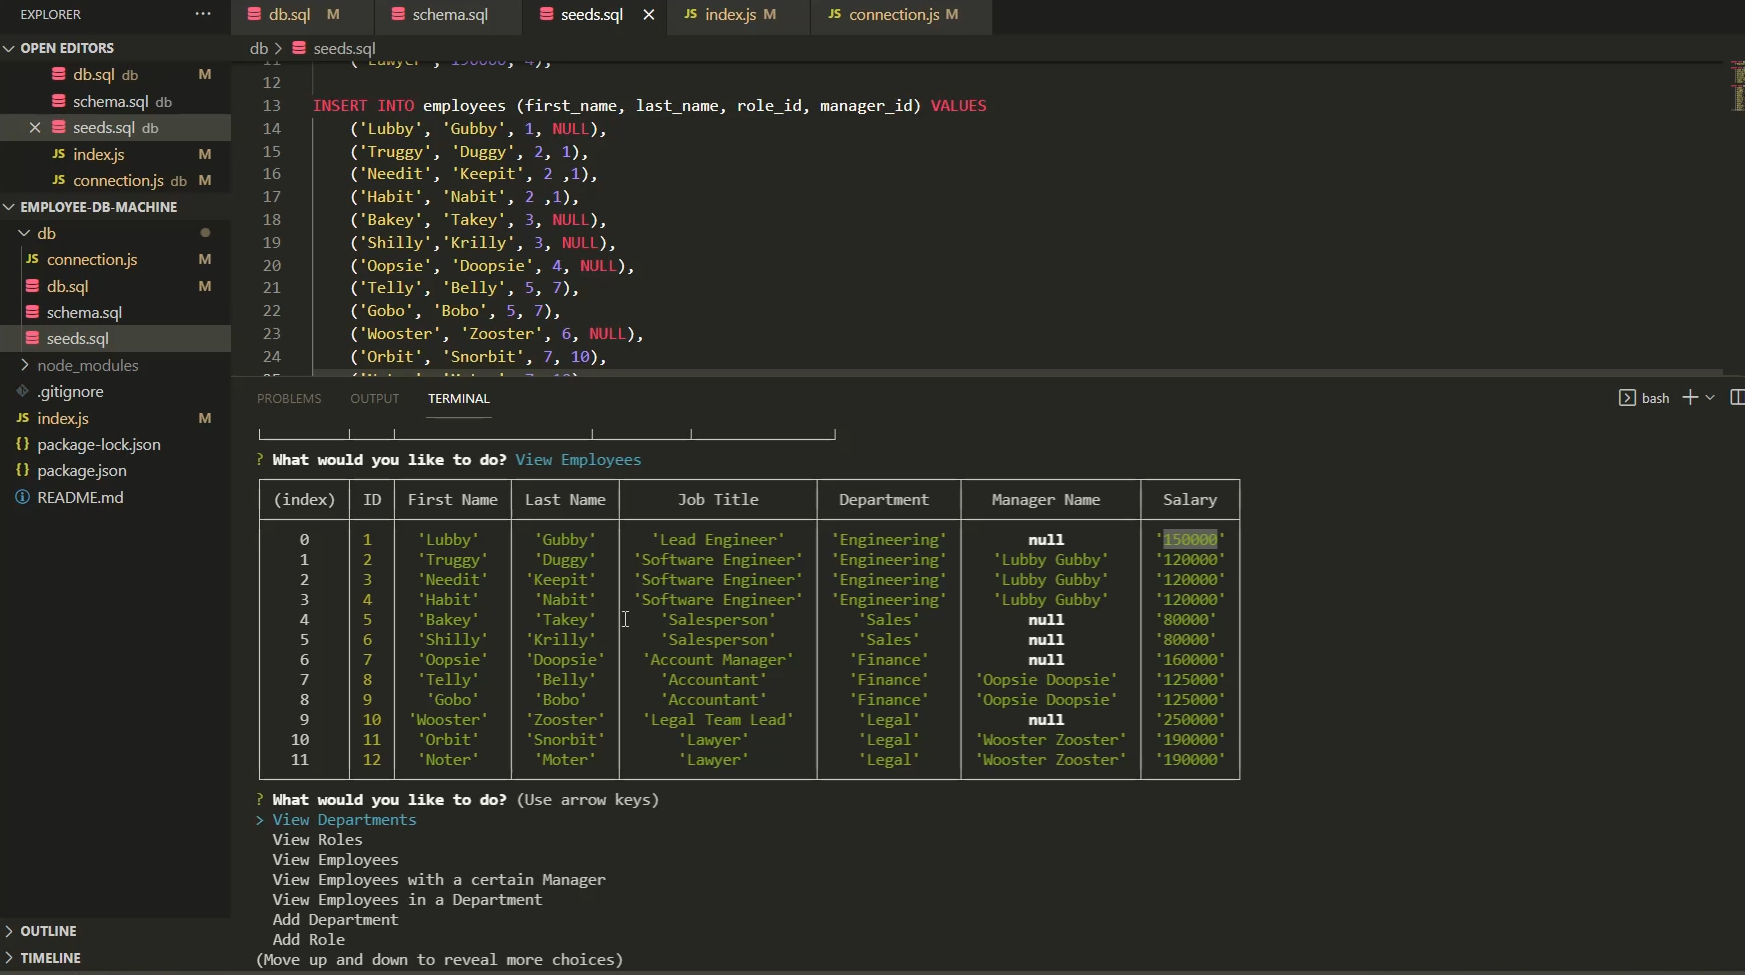 EXPLORER
···
db.sql M
schema.sql
seeds.sql
JS index.js M
JS connection.js M
OPEN EDITORS
db.sql db M
schema.sql db
seeds.sql db
JS index.js M
JS connection.js db M
EMPLOYEE-DB-MACHINE
db
JS connection.js M
db.sql M
schema.sql
seeds.sql
node_modules
.gitignore
JS index.js M
{} package-lock.json
{} package.json
README.md
OUTLINE
TIMELINE
db > seeds.sql
11 ('Lawyer', 190000, 4),
12
13 INSERT INTO employees (first_name, last_name, role_id, manager_id) VALUES
14 ('Lubby', 'Gubby', 1, NULL),
15 ('Truggy', 'Duggy', 2, 1),
16 ('Needit', 'Keepit', 2 ,1),
17 ('Habit', 'Nabit', 2 ,1),
18 ('Bakey', 'Takey', 3, NULL),
19 ('Shilly','Krilly', 3, NULL),
20 ('Oopsie', 'Doopsie', 4, NULL),
21 ('Telly', 'Belly', 5, 7),
22 ('Gobo', 'Bobo', 5, 7),
23 ('Wooster', 'Zooster', 6, NULL),
24 ('Orbit', 'Snorbit', 7, 10),
PROBLEMS OUTPUT TERMINAL
bash
? What would you like to do? View Employees
(index) ID First Name Last Name Job Title Department Manager Name Salary
0 1 'Lubby' 'Gubby' 'Lead Engineer' 'Engineering' null '150000'
1 2 'Truggy' 'Duggy' 'Software Engineer' 'Engineering' 'Lubby Gubby' '120000'
2 3 'Needit' 'Keepit' 'Software Engineer' 'Engineering' 'Lubby Gubby' '120000'
3 4 'Habit' 'Nabit' 'Software Engineer' 'Engineering' 'Lubby Gubby' '120000'
4 5 'Bakey' 'Takey' 'Salesperson' 'Sales' null '80000'
5 6 'Shilly' 'Krilly' 'Salesperson' 'Sales' null '80000'
6 7 'Oopsie' 'Doopsie' 'Account Manager' 'Finance' null '160000'
7 8 'Telly' 'Belly' 'Accountant' 'Finance' 'Oopsie Doopsie' '125000'
8 9 'Gobo' 'Bobo' 'Accountant' 'Finance' 'Oopsie Doopsie' '125000'
9 10 'Wooster' 'Zooster' 'Legal Team Lead' 'Legal' null '250000'
10 11 'Orbit' 'Snorbit' 'Lawyer' 'Legal' 'Wooster Zooster' '190000'
11 12 'Noter' 'Moter' 'Lawyer' 'Legal' 'Wooster Zooster' '190000'
? What would you like to do? (Use arrow keys)
> View Departments
View Roles
View Employees
View Employees with a certain Manager
View Employees in a Department
Add Department
Add Role
(Move up and down to reveal more choices)